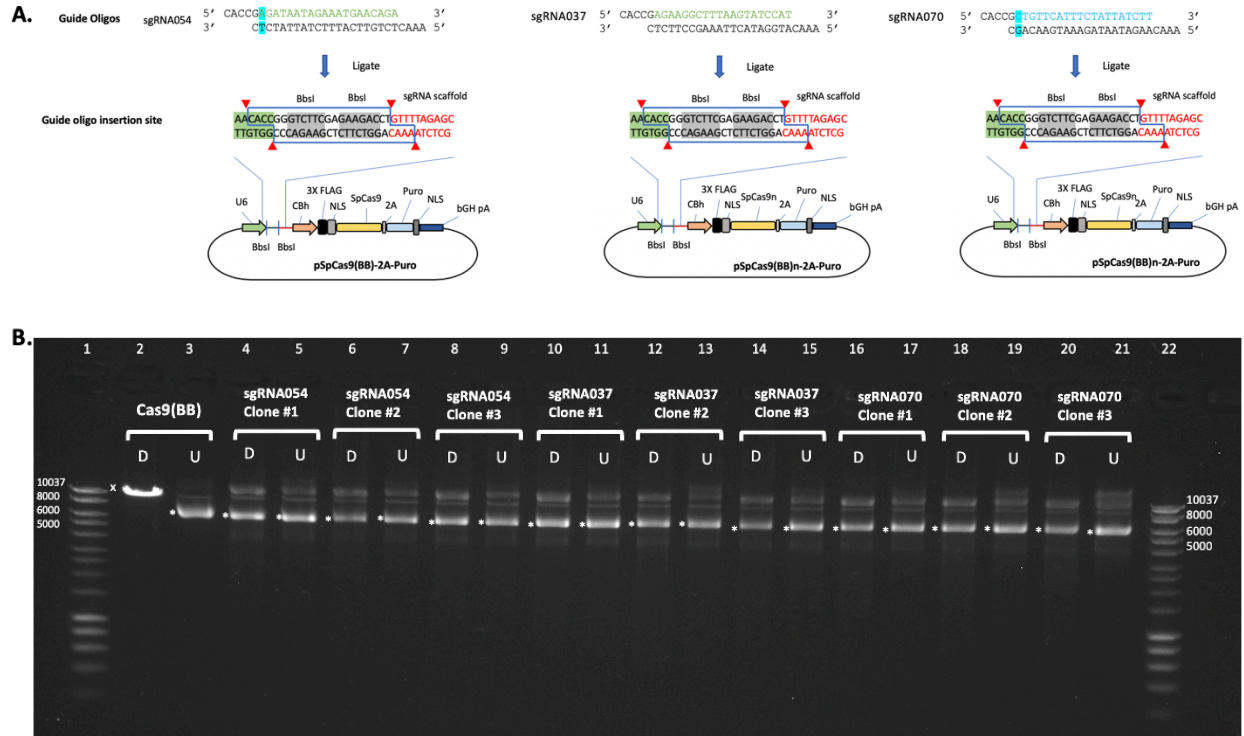 A.
Guide Oligos
sgRNA054
5’ CACCGAGATAATAGAAATGAACAGA 3’
3’ CTCTATTATCTTTACTTGTCTCAAA 5’
sgRNA037
5’ CACCGAGAAGGCTTTAAGTATCCAT 3’
3’ CTCTTCCGAAATTCATAGGTACAAA 5’
sgRNA070
5’ CACCGCTGTTCATTTCTATTATCTT 3’
3’ CGACAAGTAAAGATAATAGAACAAA 5’
Ligate
Ligate
Ligate
Guide oligo insertion site
BbsI BbsI sgRNA scaffold
AACACCGGGTCTTCGAGAAGACCTGTTTTAGAGC
TTGTGGCCCAGAAGCTCTTCTGGACAAAATCTCG
BbsI BbsI sgRNA scaffold
AACACCGGGTCTTCGAGAAGACCTGTTTTAGAGC
TTGTGGCCCAGAAGCTCTTCTGGACAAAATCTCG
BbsI BbsI sgRNA scaffold
AACACCGGGTCTTCGAGAAGACCTGTTTTAGAGC
TTGTGGCCCAGAAGCTCTTCTGGACAAAATCTCG
U6 BbsI BbsI CBh 3X FLAG NLS SpCas9 2A Puro NLS bGH pA
pSpCas9(BB)-2A-Puro
U6 BbsI BbsI CBh 3X FLAG NLS SpCas9n 2A Puro NLS bGH pA
pSpCas9(BB)n-2A-Puro
U6 BbsI BbsI CBh 3X FLAG NLS SpCas9n 2A Puro NLS bGH pA
pSpCas9(BB)n-2A-Puro
B.
1 2 3 4 5 6 7 8 9 10 11 12 13 14 15 16 17 18 19 20 21 22
Cas9(BB)
sgRNA054
Clone #1
sgRNA054
Clone #2
sgRNA054
Clone #3
sgRNA037
Clone #1
sgRNA037
Clone #2
sgRNA037
Clone #3
sgRNA070
Clone #1
sgRNA070
Clone #2
sgRNA070
Clone #3
D U D U D U D U D U D U D U D U D U D U
10037
8000
6000
5000
x
* * * * * * * * * * * * * * * * * * *
10037
8000
6000
5000